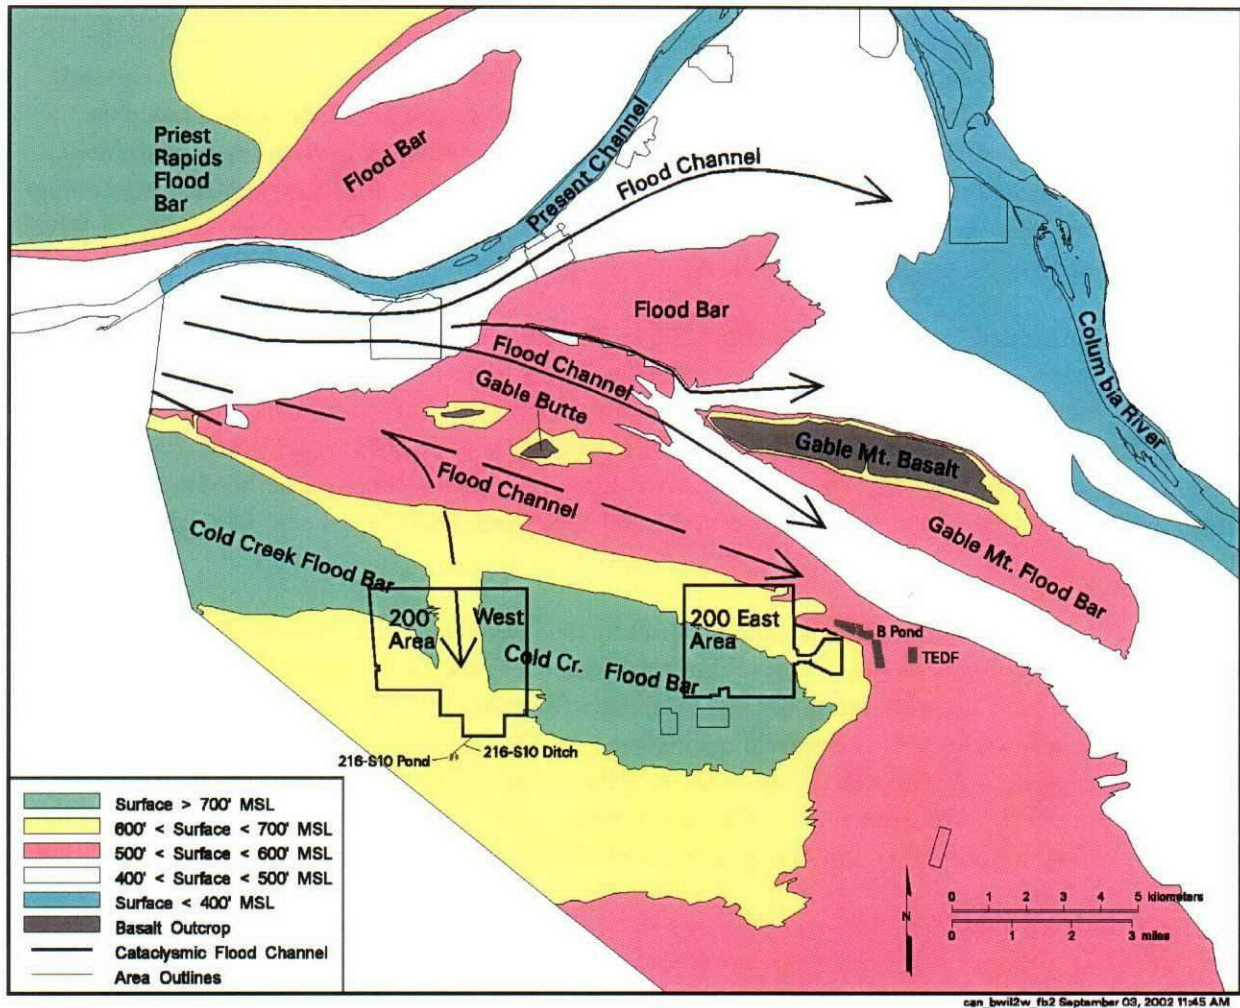 Priest
Rapids
Flood
Bar
Flood Bar
Present Channel
Flood Channel
Flood Bar
Columbia River
Flood Channel
Gable Butte
Gable Mt. Basalt
Flood Channel
Gable Mt. Flood Bar
Cold Creek Flood Bar
200 West
Area
200 East
Area
Cold Cr. Flood Bar
B Pond
TEDF
216-S10 Ditch
216-S10 Pond
Surface > 700' MSL
600' < Surface < 700' MSL
500' < Surface < 600' MSL
400' < Surface < 500' MSL
Surface < 400' MSL
Basalt Outcrop
Cataclysmic Flood Channel
Area Outlines
N
0 1 2 3 4 5 kilometers
0 1 2 3 miles
can_bwil2w_fb2 September 03, 2002 11:45 AM